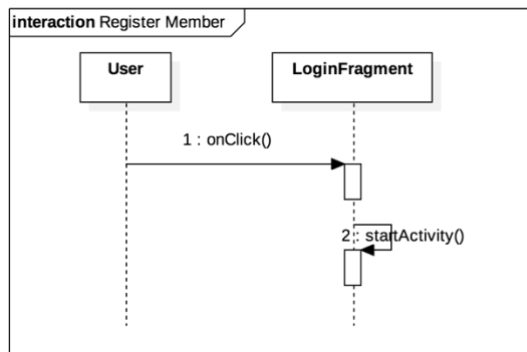 interaction Register Member
User
LoginFragment
1 : onClick()
2 : startActivity()